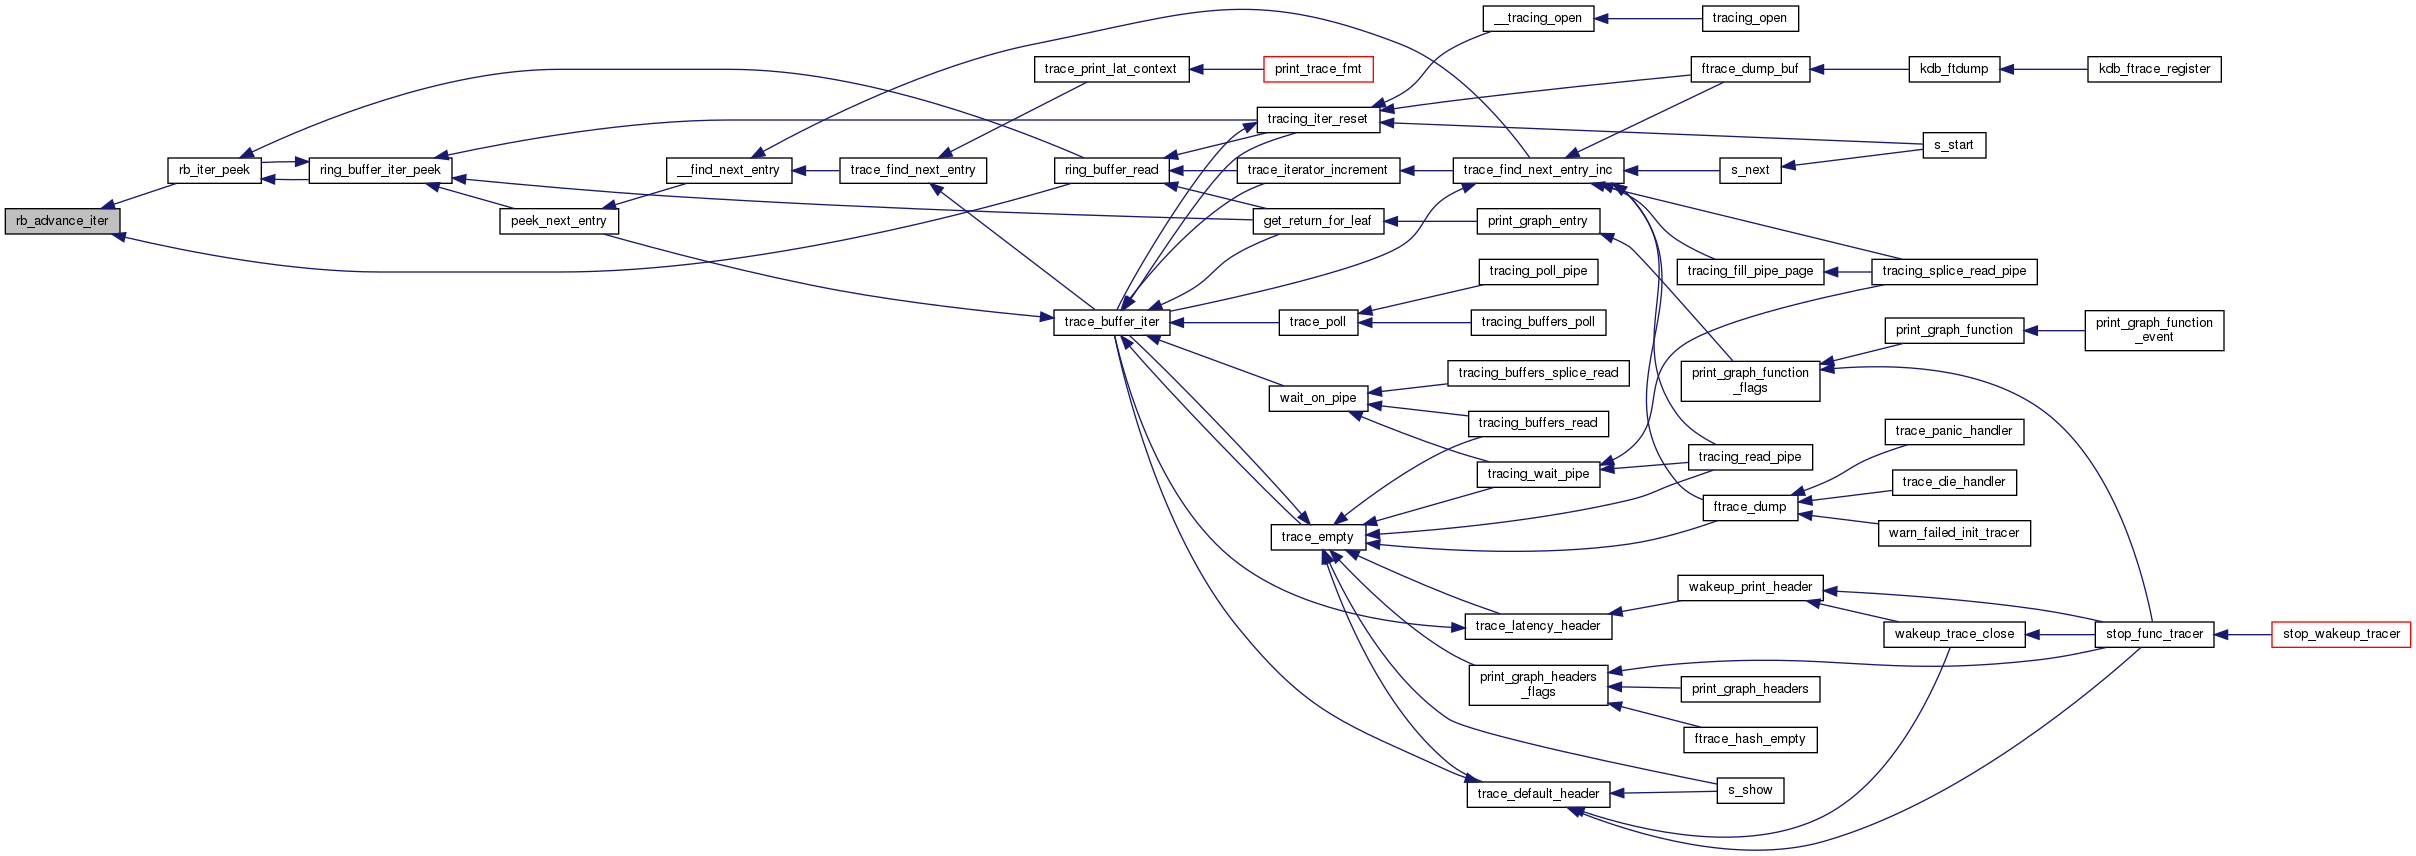 __tracing_open
tracing_open
trace_print_lat_context
print_trace_fmt
ftrace_dump_buf
kdb_ftdump
kdb_ftrace_register
tracing_iter_reset
s_start
rb_iter_peek
ring_buffer_iter_peek
__find_next_entry
trace_find_next_entry
ring_buffer_read
trace_iterator_increment
trace_find_next_entry_inc
s_next
rb_advance_iter
peek_next_entry
get_return_for_leaf
print_graph_entry
tracing_poll_pipe
tracing_fill_pipe_page
tracing_splice_read_pipe
trace_buffer_iter
trace_poll
tracing_buffers_poll
print_graph_function
print_graph_function
_event
tracing_buffers_splice_read
print_graph_function
_flags
wait_on_pipe
tracing_buffers_read
trace_panic_handler
tracing_read_pipe
tracing_wait_pipe
trace_die_handler
ftrace_dump
warn_failed_init_tracer
trace_empty
wakeup_print_header
trace_latency_header
wakeup_trace_close
stop_func_tracer
stop_wakeup_tracer
print_graph_headers
_flags
print_graph_headers
ftrace_hash_empty
trace_default_header
s_show